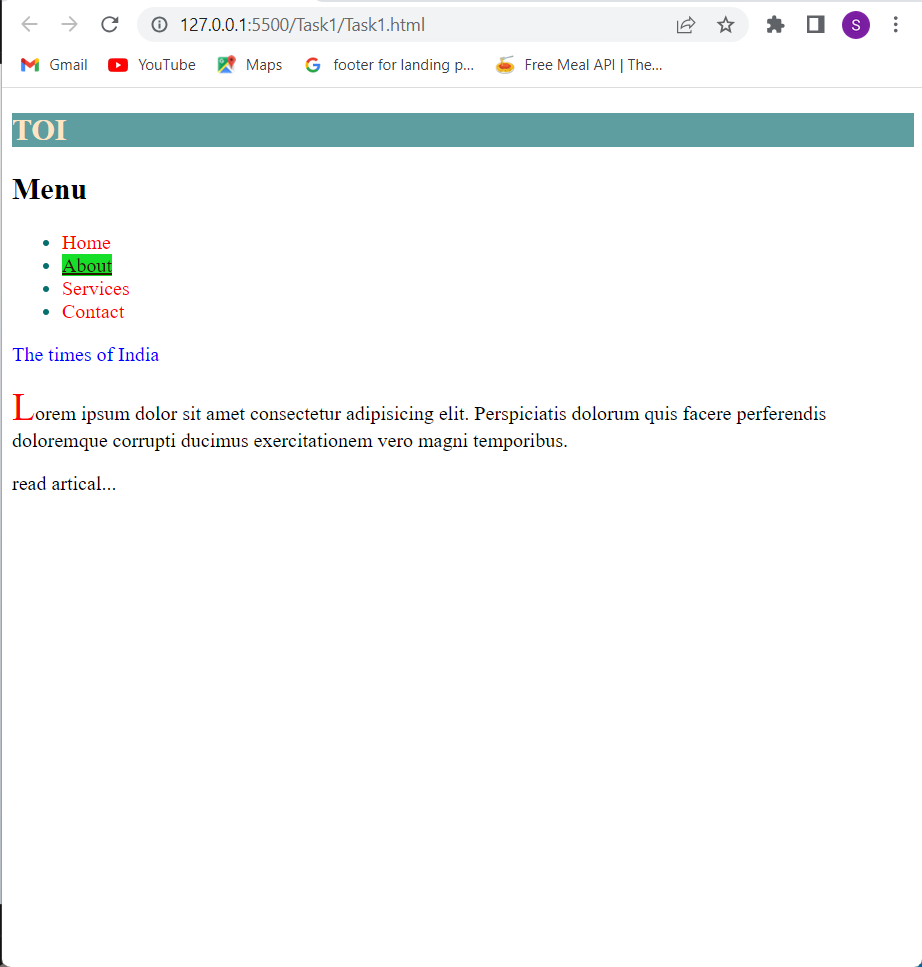 127.0.0.1:5500/Task1/Task1.html
S
Gmail YouTube Maps footer for landing p... Free Meal API | The...
TOI
Menu
Home
About
Services
Contact
The times of India
Lorem ipsum dolor sit amet consectetur adipisicing elit. Perspiciatis dolorum quis facere perferendis
doloremque corrupti ducimus exercitationem vero magni temporibus.
read artical...